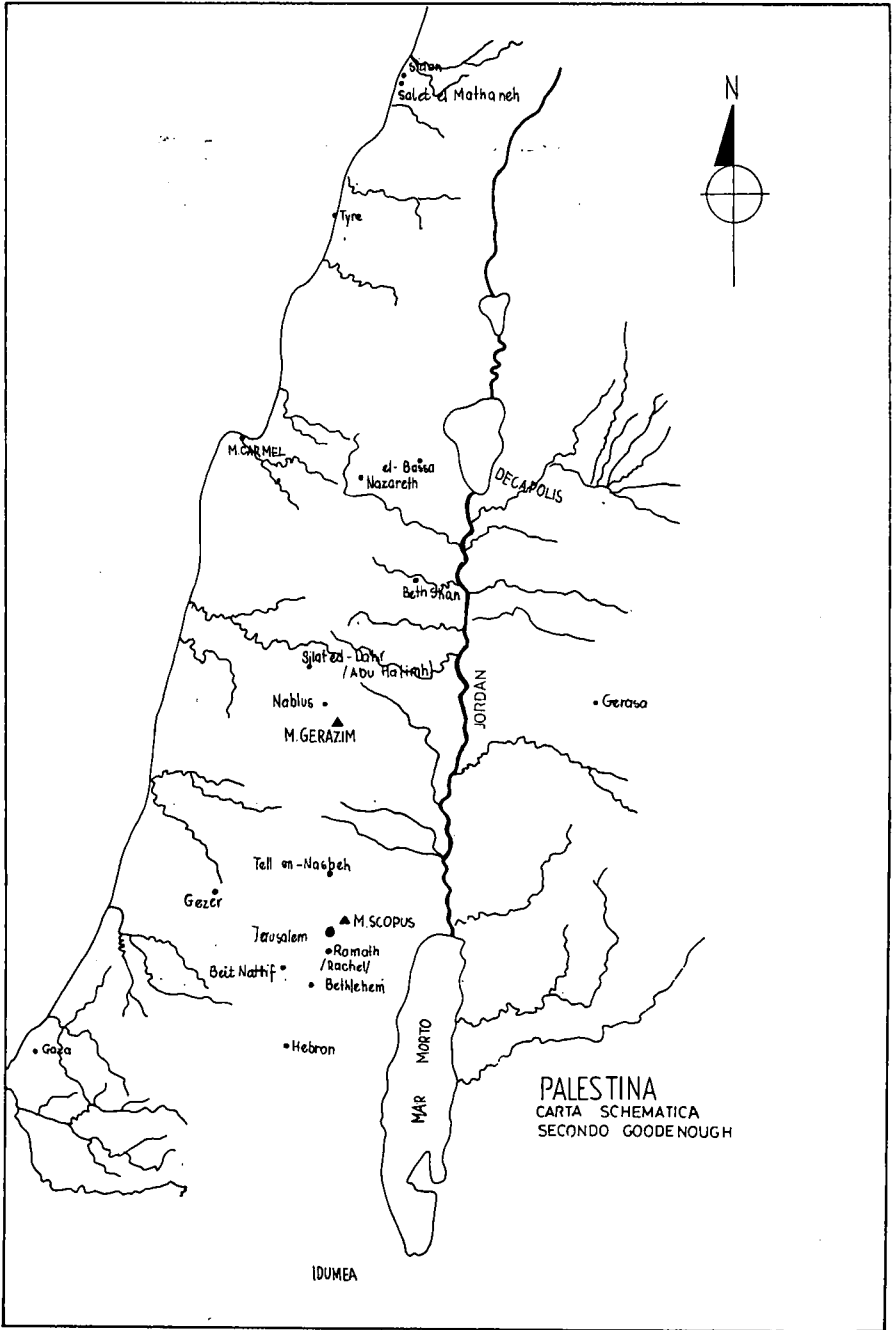 N
Sidon
Salet el Mathaneh
Tyre
M.CARMEL
el-Bassa
Nazareth
DECAPOLIS
Beth Shan
Silat ed-Dahr
/Abu Halimah/
Nablus
M.GERAZIM
JORDAN
Gerasa
Tell en-Nasbeh
Gezer
M.SCOPUS
Jerusalem
Ramath
/Rachel/
Beit Nattif
Bethlehem
Gaza
Hebron
MAR MORTO
PALESTINA
CARTA SCHEMATICA
SECONDO GOODENOUGH
IDUMEA